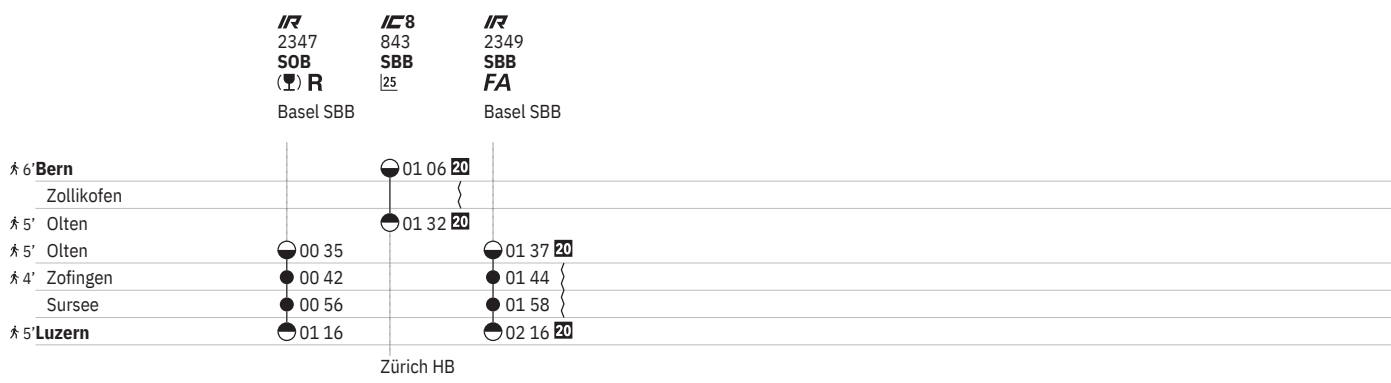 IR IC8 IR
2347 843 2349
SOB SBB SBB
R 25 FA
Basel SBB Basel SBB
6' Bern 01 06 20
Zollikofen
5' Olten 01 32 20
5' Olten 00 35 01 37 20
4' Zofingen 00 42 01 44
Sursee 00 56 01 58
5' Luzern 01 16 02 16 20
Zürich HB